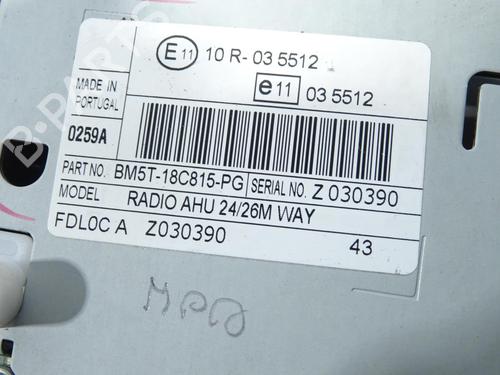 E11 10 R-03 5512
e11 03 5512
MADE IN
PORTUGAL
0259A
PART NO. BM5T-18C815-PG SERIAL NO. Z 030390
MODEL RADIO AHU 24/26M WAY
FDL0C A Z030390 43
B-PARTS